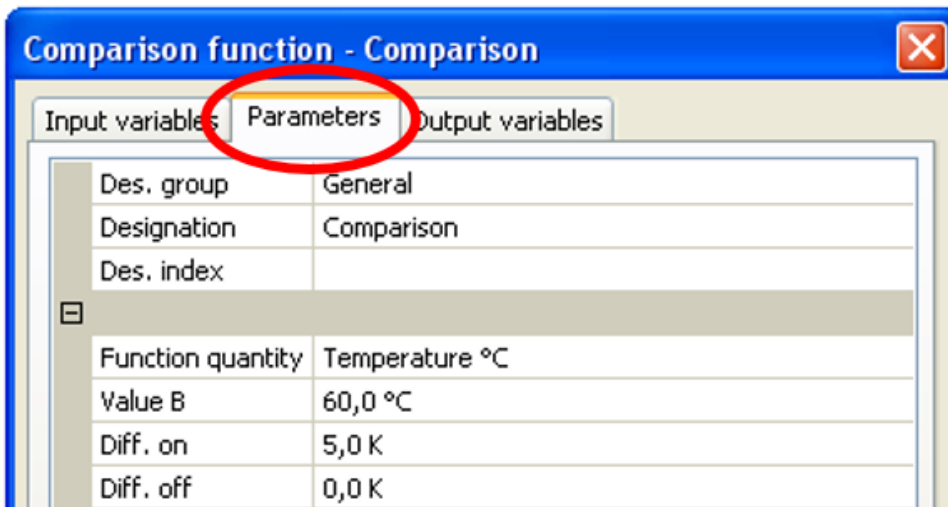 Comparison function - Comparison
Input variables Parameters Output variables
Des. group General
Designation Comparison
Des. index
Function quantity Temperature °C
Value B 60,0 °C
Diff. on 5,0 K
Diff. off 0,0 K